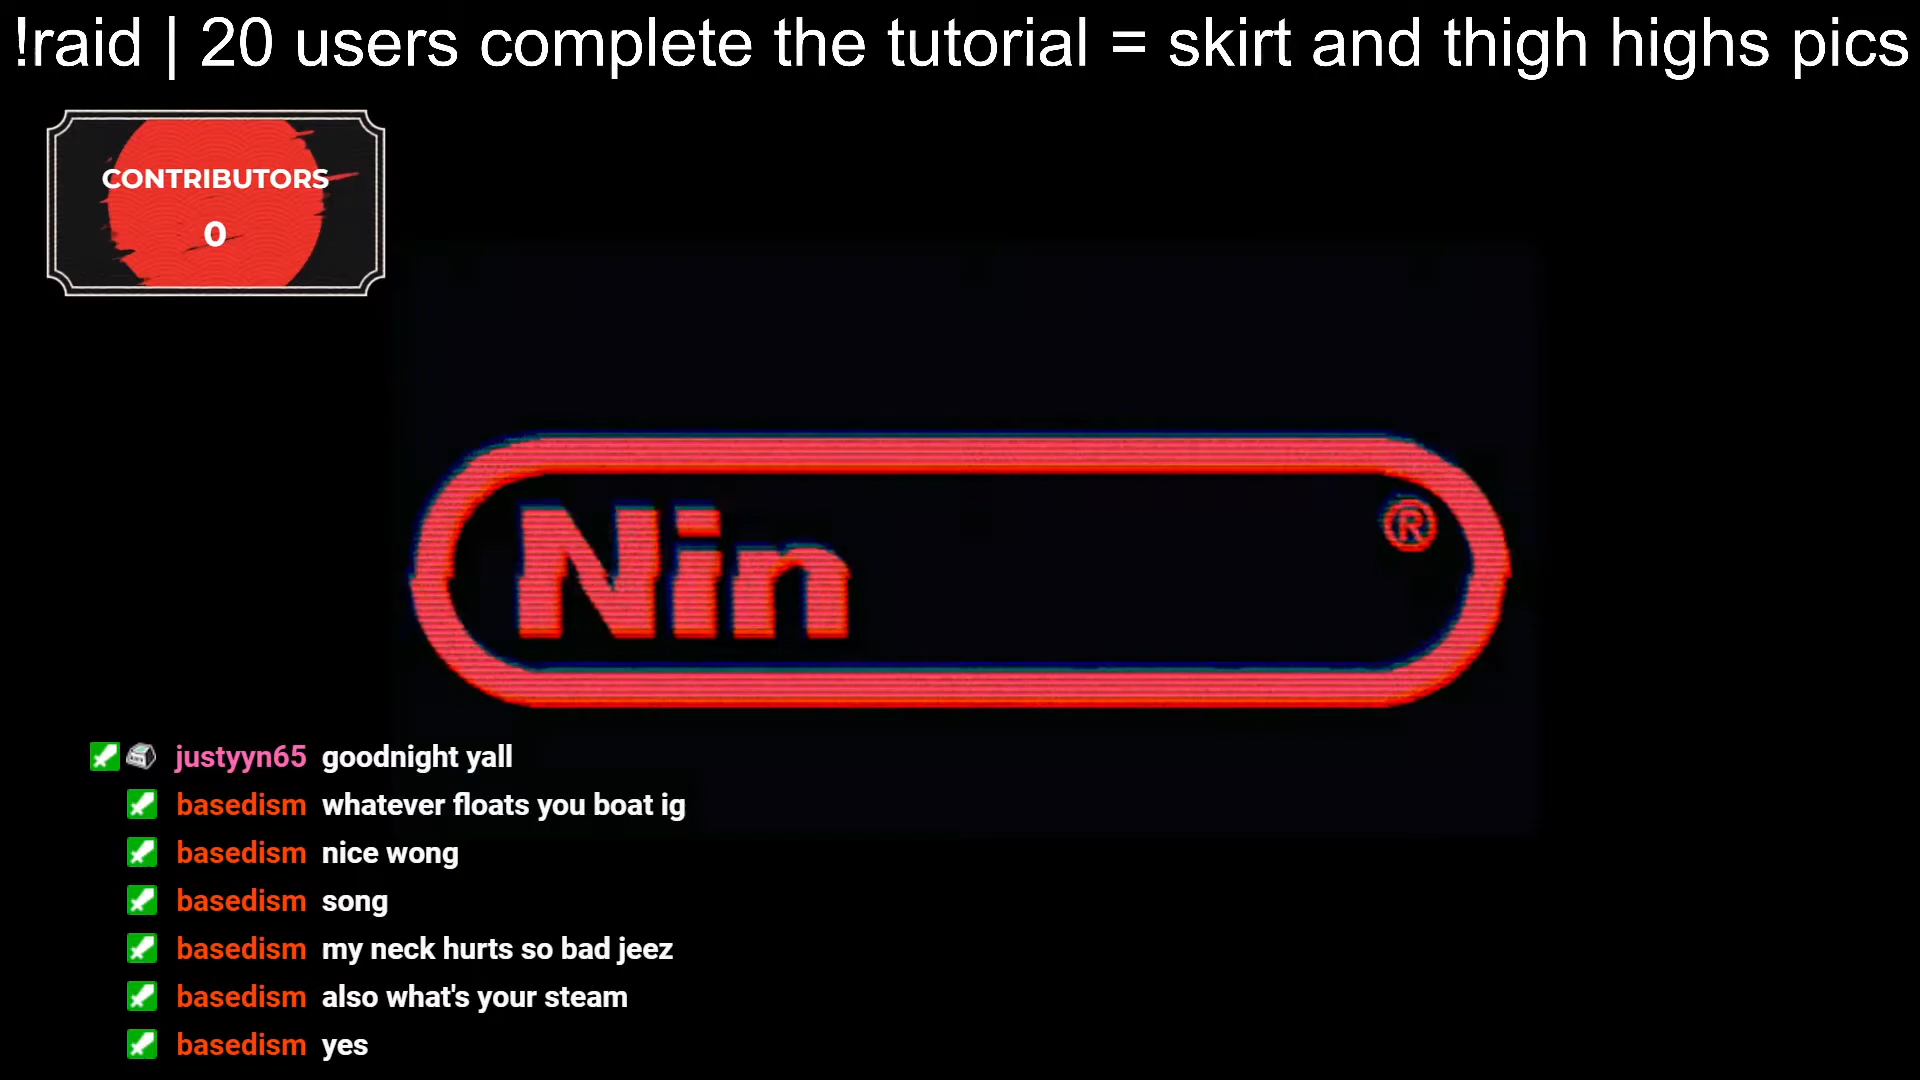 !raid | 20 users complete the tutorial = skirt and thigh highs pics
CONTRIBUTORS
0
Nin ®
justyyn65 goodnight yall
basedism whatever floats you boat ig
basedism nice wong
basedism song
basedism my neck hurts so bad jeez
basedism also what's your steam
basedism yes